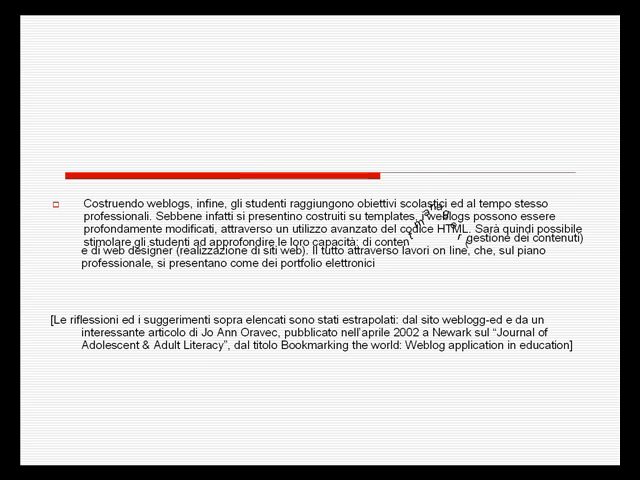 Costruendo weblogs, infine, gli studenti raggiungono obiettivi scolastici ed al tempo stesso
professionali. Sebbene infatti si presentino costruiti su templates, i weblogs possono essere
profondamente modificati, attraverso un utilizzo avanzato del codice HTML. Sarà quindi possibile
stimolare gli studenti ad approfondire le loro capacità: di content manager (gestione dei contenuti)
e di web designer (realizzazione di siti web). Il tutto attraverso lavori on line, che, sul piano
professionale, si presentano come dei portfolio elettronici
[Le riflessioni ed i suggerimenti sopra elencati sono stati estrapolati: dal sito weblogg-ed e da un
interessante articolo di Jo Ann Oravec, pubblicato nell'aprile 2002 a Newark sul “Journal of
Adolescent & Adult Literacy”, dal titolo Bookmarking the world: Weblog application in education]